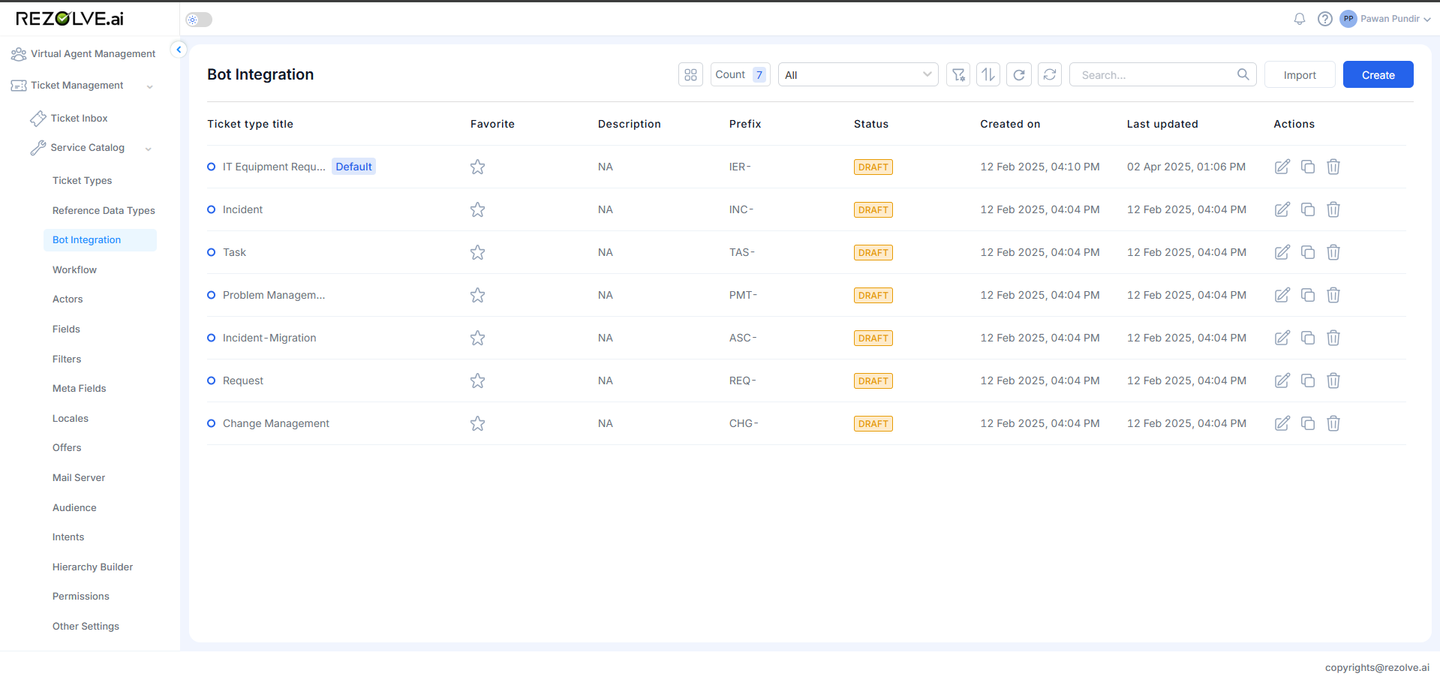 REZOLVE.ai
PP Pawan Pundir
Virtual Agent Management
Ticket Management
Ticket Inbox
Service Catalog
Ticket Types
Reference Data Types
Bot Integration
Workflow
Actors
Fields
Filters
Meta Fields
Locales
Offers
Mail Server
Audience
Intents
Hierarchy Builder
Permissions
Other Settings
Bot Integration Count 7 All Search... Import Create
Ticket type title Favorite Description Prefix Status Created on Last updated Actions
IT Equipment Requ... Default NA IER- DRAFT 12 Feb 2025, 04:10 PM 02 Apr 2025, 01:06 PM
Incident NA INC- DRAFT 12 Feb 2025, 04:04 PM 12 Feb 2025, 04:04 PM
Task NA TAS- DRAFT 12 Feb 2025, 04:04 PM 12 Feb 2025, 04:04 PM
Problem Managem... NA PMT- DRAFT 12 Feb 2025, 04:04 PM 12 Feb 2025, 04:04 PM
Incident-Migration NA ASC- DRAFT 12 Feb 2025, 04:04 PM 12 Feb 2025, 04:04 PM
Request NA REQ- DRAFT 12 Feb 2025, 04:04 PM 12 Feb 2025, 04:04 PM
Change Management NA CHG- DRAFT 12 Feb 2025, 04:04 PM 12 Feb 2025, 04:04 PM
copyrights@rezolve.ai